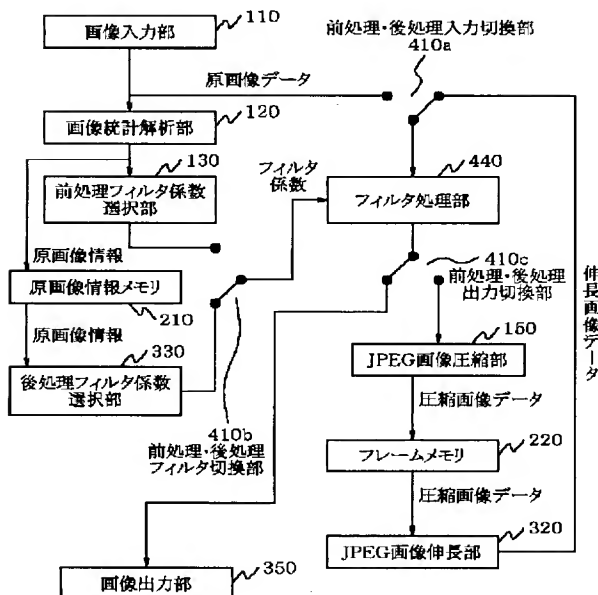 画像入力部
110
前処理・後処理入力切換部
410a
原画像データ
画像統計解析部
120
130
前処理フィルタ係数
選択部
フィルタ
係数
440
フィルタ処理部
原画像情報
原画像情報メモリ
210
410c
前処理・後処理
出力切換部
伸長画像データ
原画像情報
330
後処理フィルタ係数
選択部
150
JPEG画像圧縮部
410b
前処理・後処理
フィルタ切換部
圧縮画像データ
フレームメモリ
220
圧縮画像データ
JPEG画像伸長部
320
画像出力部
350